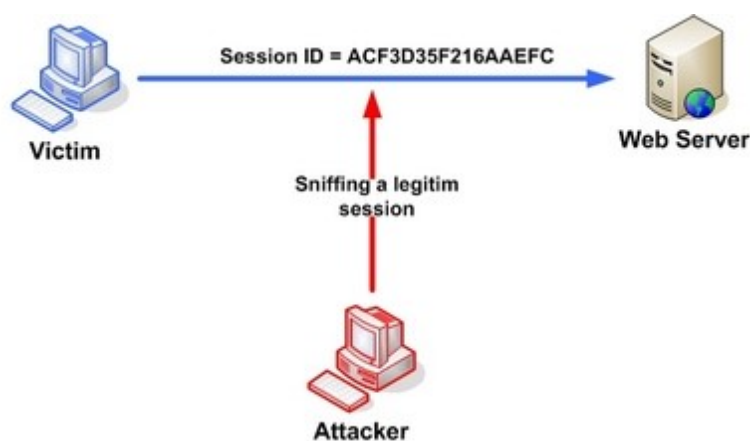 Session ID = ACF3D35F216AAEFC
Victim
Web Server
Sniffing a legitim
session
Attacker